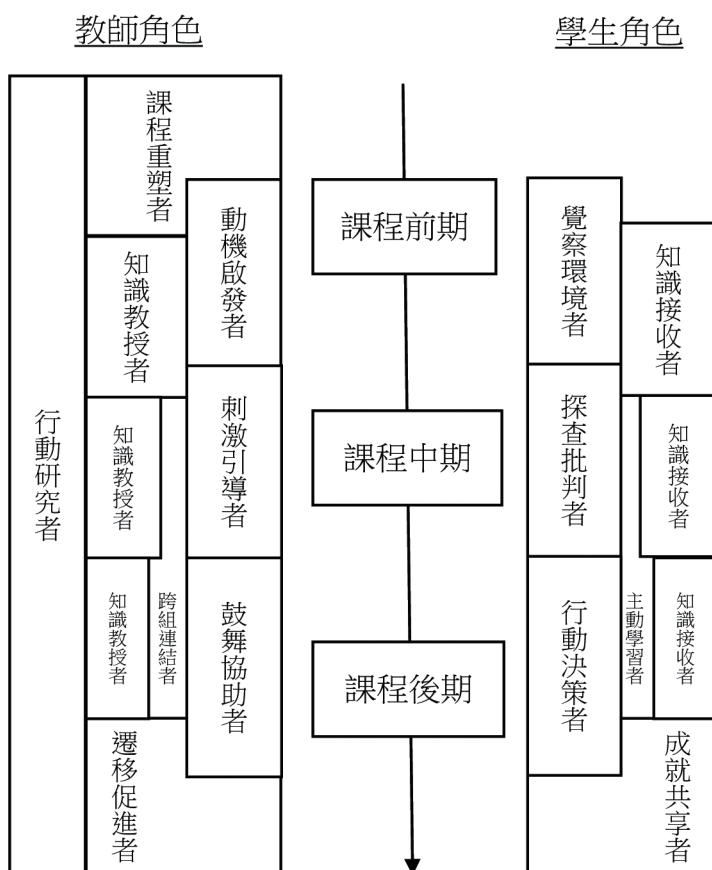 教師角色
學生角色
行動研究者
課程重塑者
動機啟發者
知識教授者
刺激引導者
知識教授者
鼓舞協助者
知識教授者
跨組連結者
遷移促進者
課程前期
課程中期
課程後期
覺察環境者
知識接收者
探查批判者
知識接收者
行動決策者
主動學習者
知識接收者
成就共享者